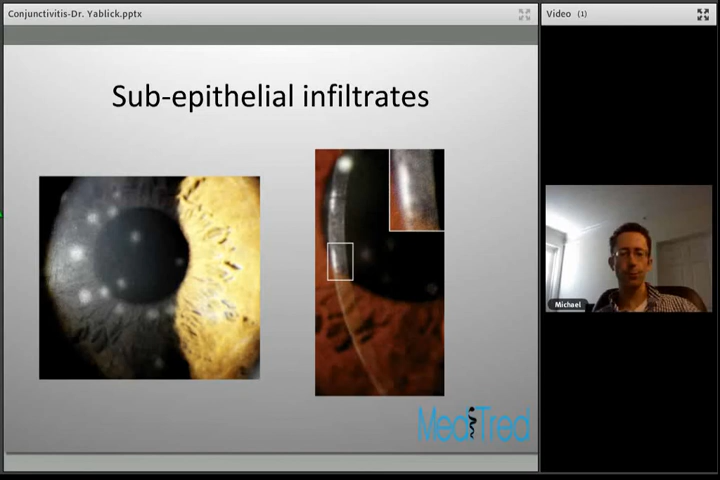 Conjunctivitis-Dr. Yablick.pptx
Video (1)
Sub-epithelial infiltrates
Michael
MediTred